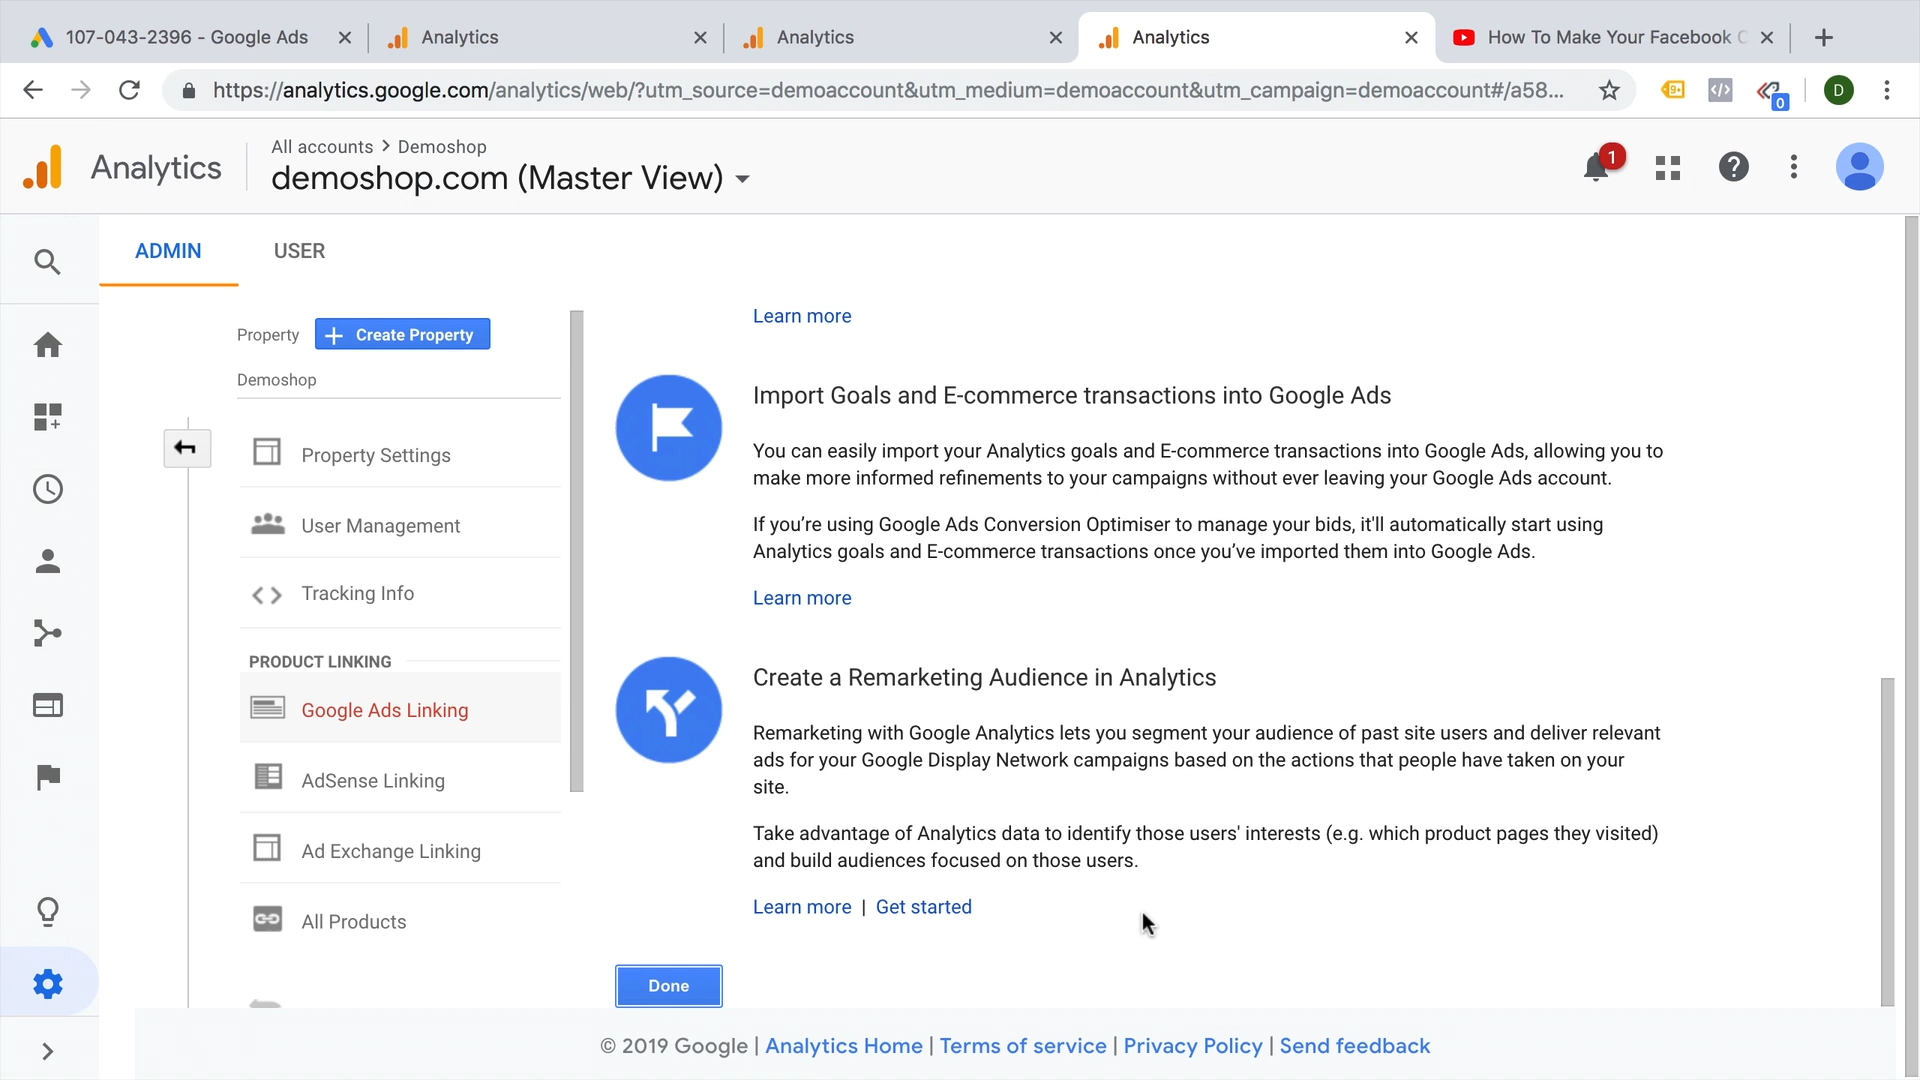 107-043-2396 - Google Ads
Analytics
Analytics
Analytics
How To Make Your Facebook C
https://analytics.google.com/analytics/web/?utm_source=demoaccount&utm_medium=demoaccount&utm_campaign=demoaccount#/a58...
9+
0
D
Analytics
All accounts > Demoshop
demoshop.com (Master View)
1
ADMIN
USER
Property
Create Property
Demoshop
Property Settings
User Management
Tracking Info
PRODUCT LINKING
Google Ads Linking
AdSense Linking
Ad Exchange Linking
All Products
Learn more
Import Goals and E-commerce transactions into Google Ads
You can easily import your Analytics goals and E-commerce transactions into Google Ads, allowing you to
make more informed refinements to your campaigns without ever leaving your Google Ads account.
If you're using Google Ads Conversion Optimiser to manage your bids, it'll automatically start using
Analytics goals and E-commerce transactions once you've imported them into Google Ads.
Learn more
Create a Remarketing Audience in Analytics
Remarketing with Google Analytics lets you segment your audience of past site users and deliver relevant
ads for your Google Display Network campaigns based on the actions that people have taken on your
site.
Take advantage of Analytics data to identify those users' interests (e.g. which product pages they visited)
and build audiences focused on those users.
Learn more | Get started
Done
© 2019 Google | Analytics Home | Terms of service | Privacy Policy | Send feedback